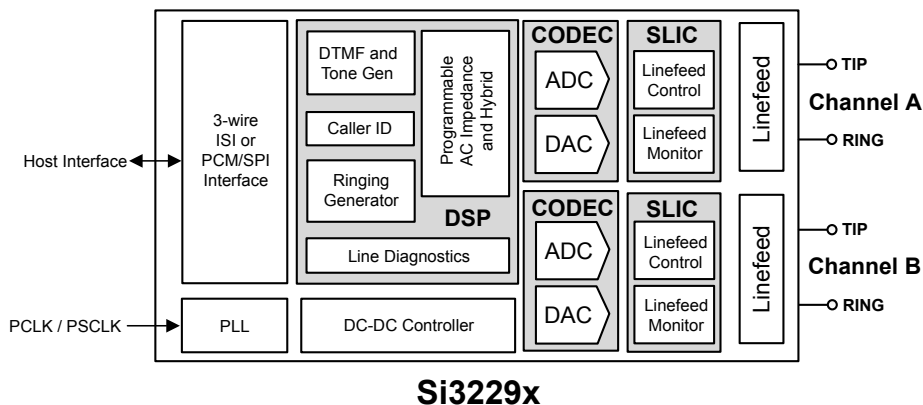 Host Interface
PCLK / PSCLK
3-wire
ISI or
PCM/SPI
Interface
PLL
DTMF and
Tone Gen
Caller ID
Ringing
Generator
Programmable
AC Impedance
and Hybrid
DSP
Line Diagnostics
DC-DC Controller
CODEC
ADC
DAC
SLIC
Linefeed
Control
Linefeed
Monitor
Linefeed
TIP
Channel A
RING
CODEC
ADC
DAC
SLIC
Linefeed
Control
Linefeed
Monitor
Linefeed
TIP
Channel B
RING
Si3229x